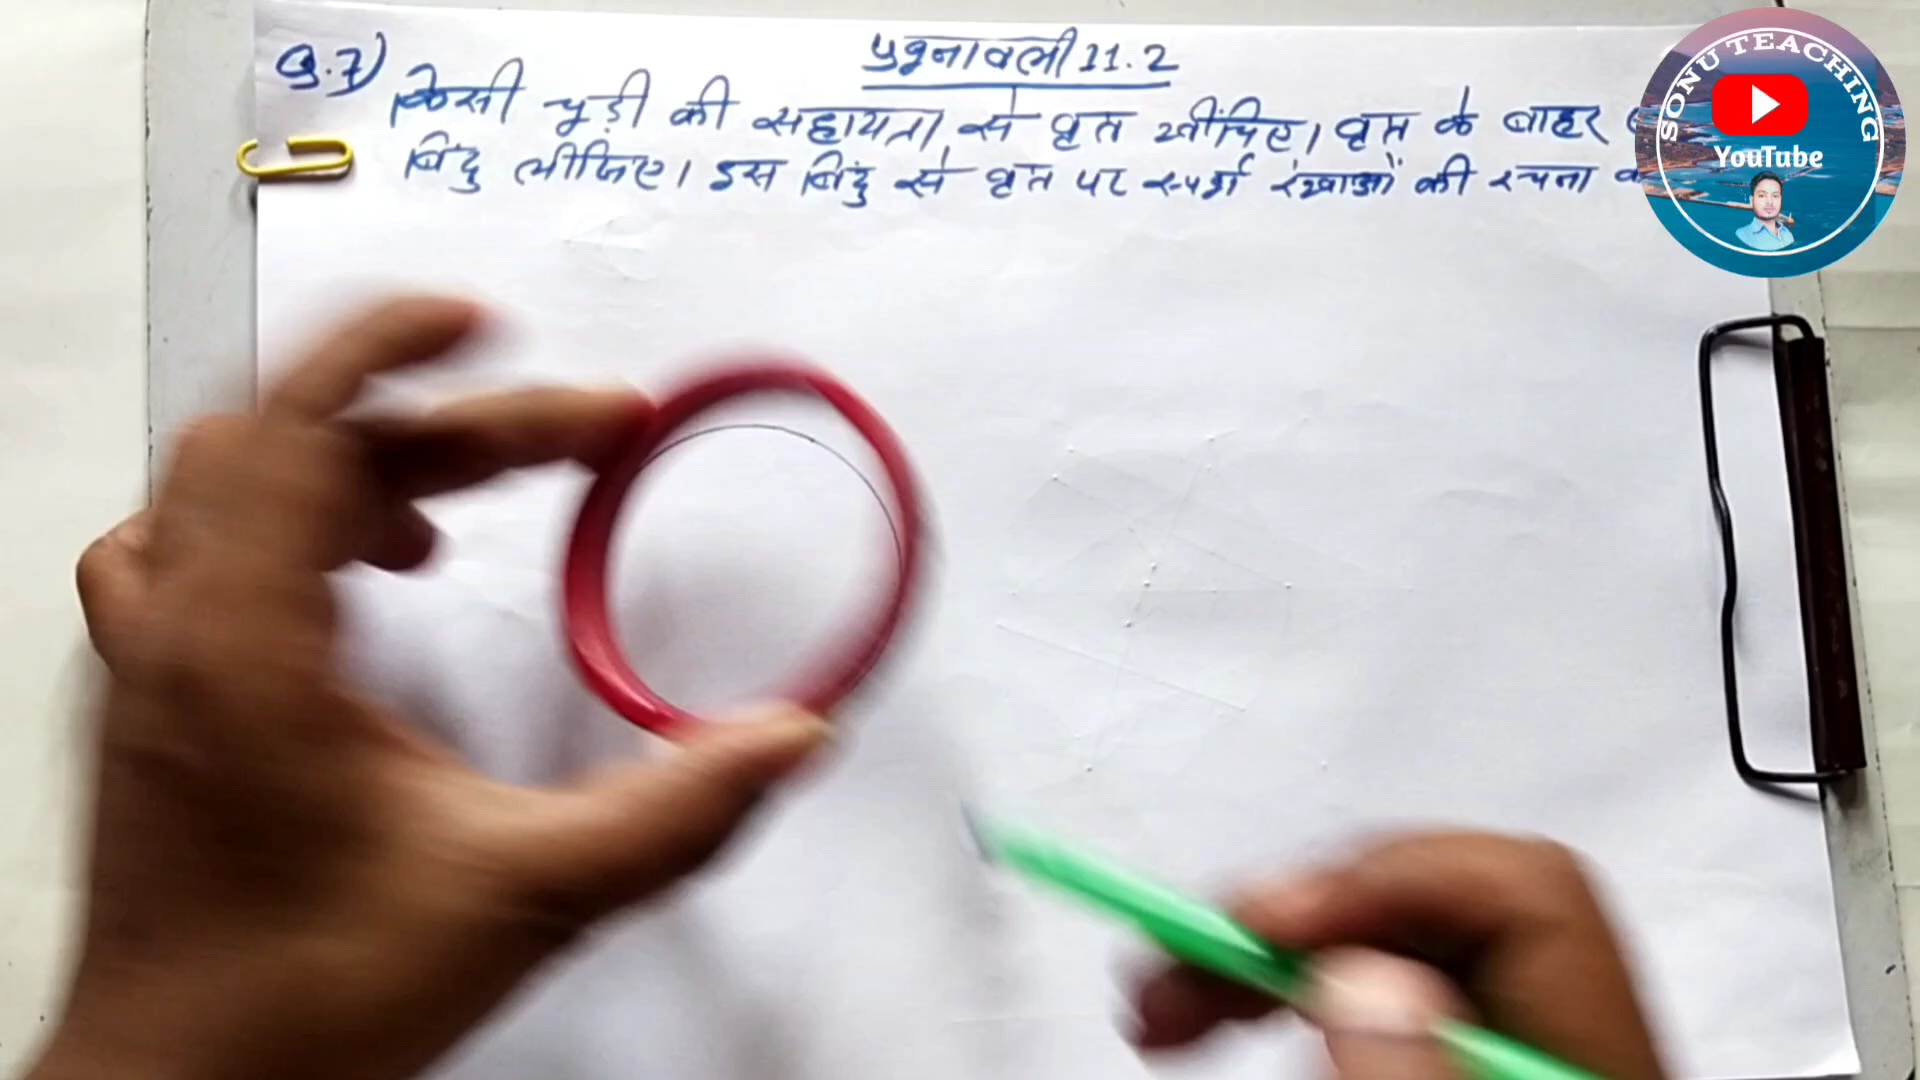 प्रश्नावली 11.2
Q.7) किसी चूड़ी की सहायता से वृत्त खींचिए। वृत्त के बाहर
बिंदु लीजिए। इस बिंदु से वृत्त पर स्पर्श रेखाओं की रचना
SONU TEACHING
YouTube